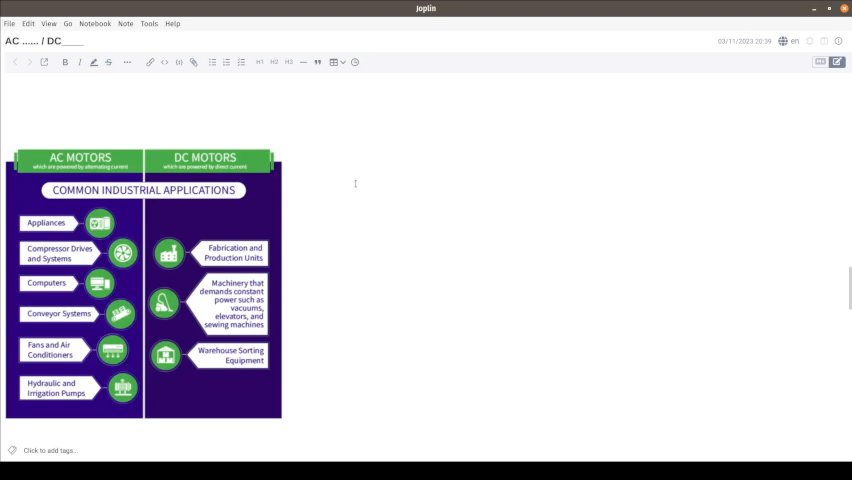 Joplin
File Edit View Go Notebook Note Tools Help
AC ...... / DC____
03/11/2023 20:39
en
B I S H1 H2 H3
AC MOTORS
which are powered by alternating current
DC MOTORS
which are powered by direct current
COMMON INDUSTRIAL APPLICATIONS
Appliances
Compressor Drives
and Systems
Computers
Conveyor Systems
Fans and Air
Conditioners
Hydraulic and
Irrigation Pumps
Fabrication and
Production Units
Machinery that
demands constant
power such as
vacuums,
elevators, and
sewing machines
Warehouse Sorting
Equipment
Click to add tags...